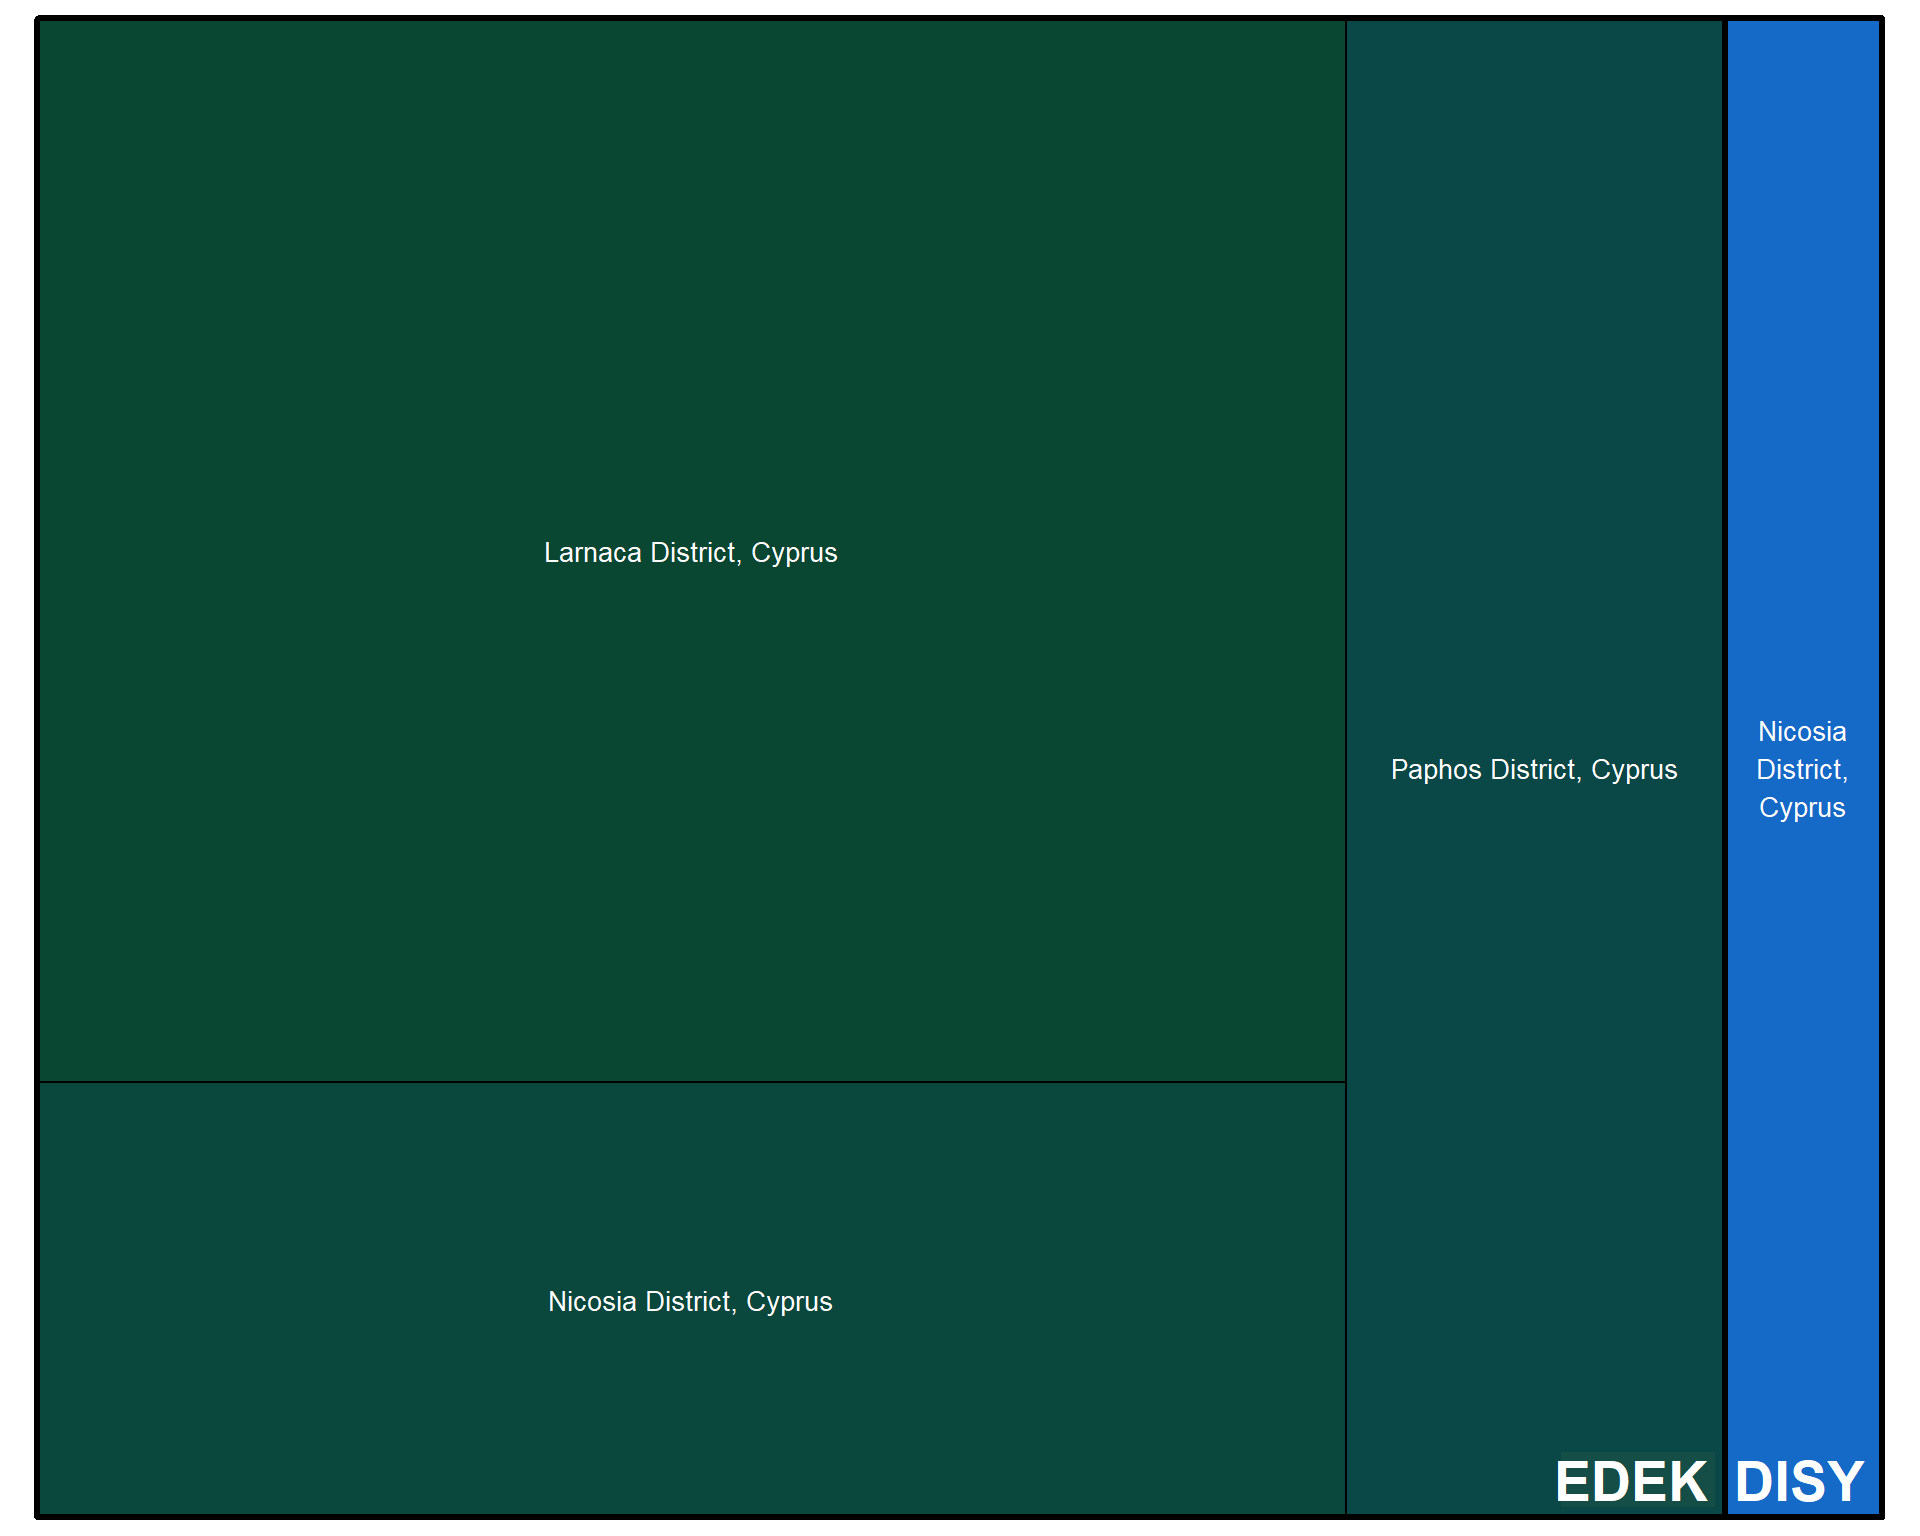 Larnaca District, Cyprus
Nicosia District, Cyprus
Paphos District, Cyprus
EDEK
Nicosia
District,
Cyprus
DISY